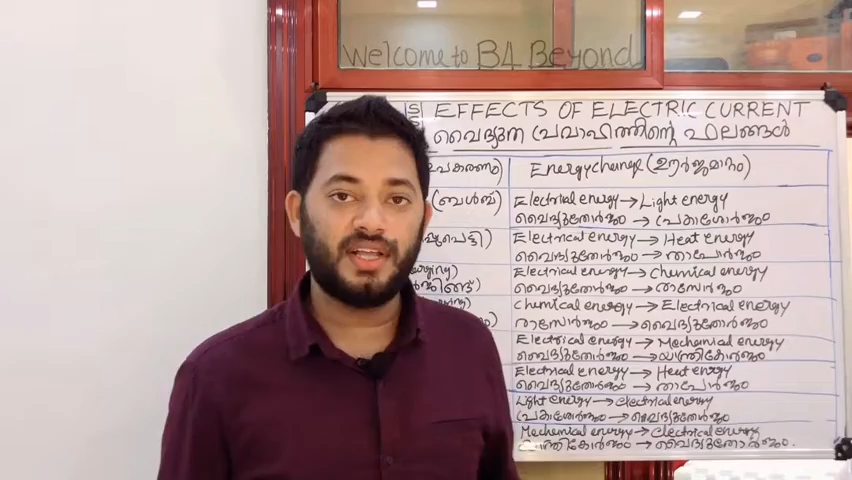 Welcome to B4 Beyond
EFFECTS OF ELECTRIC CURRENT
വൈദ്യുത പ്രവാഹത്തിന്റെ ഫലങ്ങൾ
Energy change (ഊർജ്ജമാറ്റം)
(ബൾബ്) Electrical energy → Light energy
വൈദ്യുതോർജം → പ്രകാശോർജം
Electrical energy → Heat energy
വൈദ്യുതോർജം → താപോർജം
Electrical energy → Chemical energy
വൈദ്യുതോർജം → രാസോർജം
Chemical energy → Electrical energy
രാസോർജം → വൈദ്യുതോർജം
Electrical energy → Mechanical energy
വൈദ്യുതോർജം → യന്ത്രികോർജം
Electrical energy → Heat energy
വൈദ്യുതോർജം → താപോർജം
Light energy → electrical energy
പ്രകാശോർജം → വൈദ്യുതോർജം
Mechanical energy → electrical energy
യന്ത്രികോർജം → വൈദ്യുതോർജം.